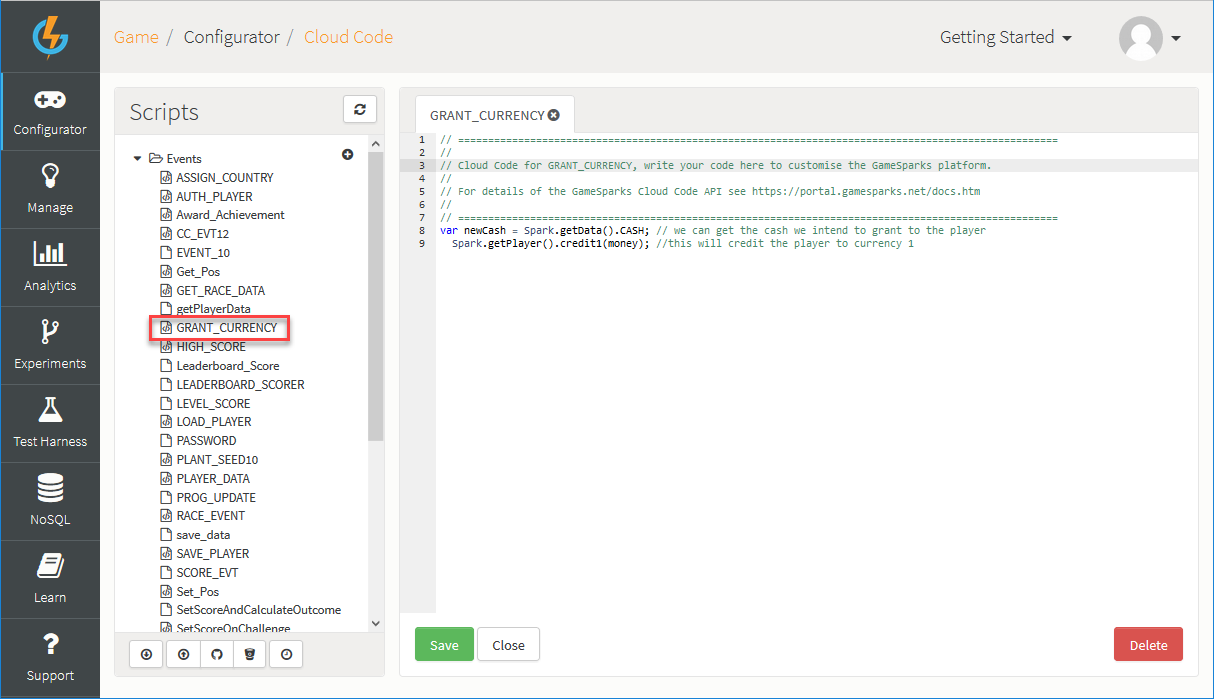 Game / Configurator / Cloud Code
Getting Started
Configurator
Manage
Analytics
Experiments
Test Harness
NoSQL
Learn
Support
Scripts
Events
ASSIGN_COUNTRY
AUTH_PLAYER
Award_Achievement
CC_EVT12
EVENT_10
Get_Pos
GET_RACE_DATA
getPlayerData
GRANT_CURRENCY
HIGH_SCORE
Leaderboard_Score
LEADERBOARD_SCORER
LEVEL_SCORE
LOAD_PLAYER
PASSWORD
PLANT_SEED10
PLAYER_DATA
PROG_UPDATE
RACE_EVENT
save_data
SAVE_PLAYER
SCORE_EVT
Set_Pos
SetScoreAndCalculateOutcome
SetScoreOnChallenge
GRANT_CURRENCY
1 // ==========================================================================================
2 //
3 // Cloud Code for GRANT_CURRENCY, write your code here to customise the GameSparks platform.
4 //
5 // For details of the GameSparks Cloud Code API see https://portal.gamesparks.net/docs.htm
6 //
7 // ==========================================================================================
8 var newCash = Spark.getData().CASH; // we can get the cash we intend to grant to the player
9 Spark.getPlayer().credit1(money); //this will credit the player to currency 1
Save
Close
Delete